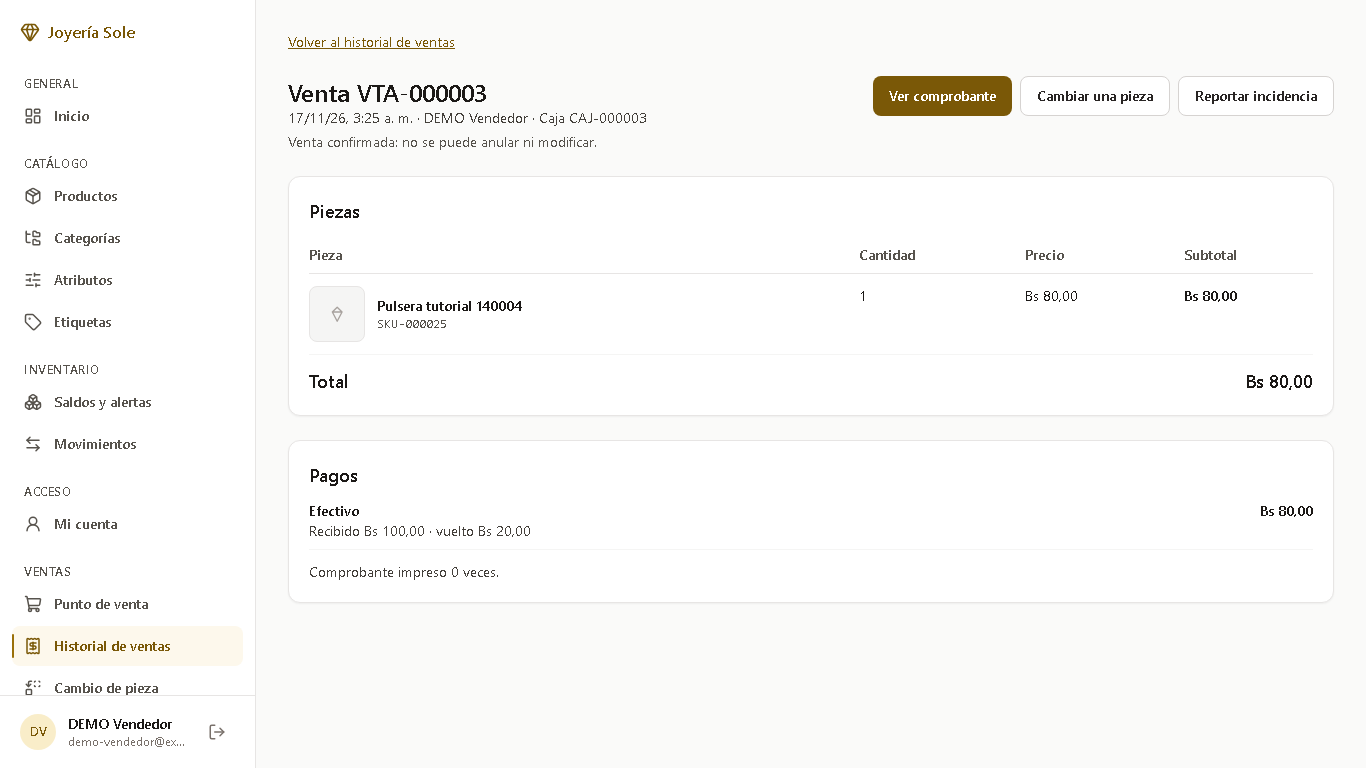 Joyería Sole
GENERAL
Inicio
CATÁLOGO
Productos
Categorías
Atributos
Etiquetas
INVENTARIO
Saldos y alertas
Movimientos
ACCESO
Mi cuenta
VENTAS
Punto de venta
Historial de ventas
Cambio de pieza
DV
DEMO Vendedor
demo-vendedor@ex...
Volver al historial de ventas
Venta VTA-000003
17/11/26, 3:25 a. m. · DEMO Vendedor · Caja CAJ-000003
Venta confirmada: no se puede anular ni modificar.
Ver comprobante
Cambiar una pieza
Reportar incidencia
Piezas
Pieza Cantidad Precio Subtotal
Pulsera tutorial 140004
SKU-000025
1 Bs 80,00 Bs 80,00
Total Bs 80,00
Pagos
Efectivo Bs 80,00
Recibido Bs 100,00 · vuelto Bs 20,00
Comprobante impreso 0 veces.